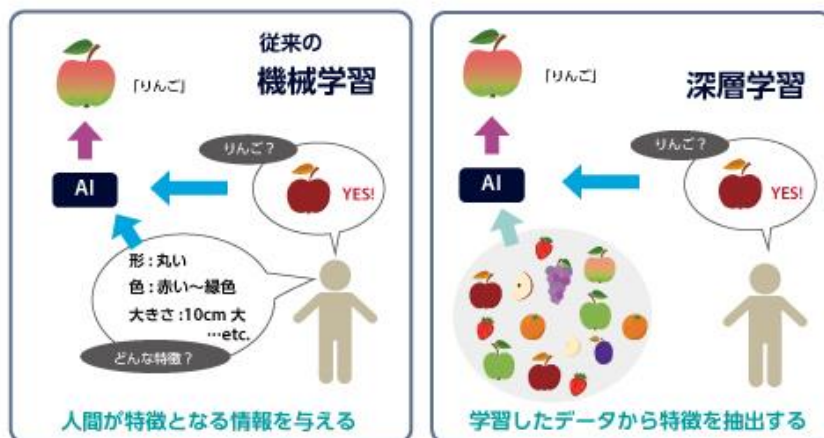 従来の
機械学習
「りんご」
りんご？
AI
YES!
形：丸い
色：赤い～緑色
大きさ：10cm 大
…etc.
どんな特徴？
人間が特徴となる情報を与える
深層学習
「りんご」
りんご？
AI
YES!
学習したデータから特徴を抽出する